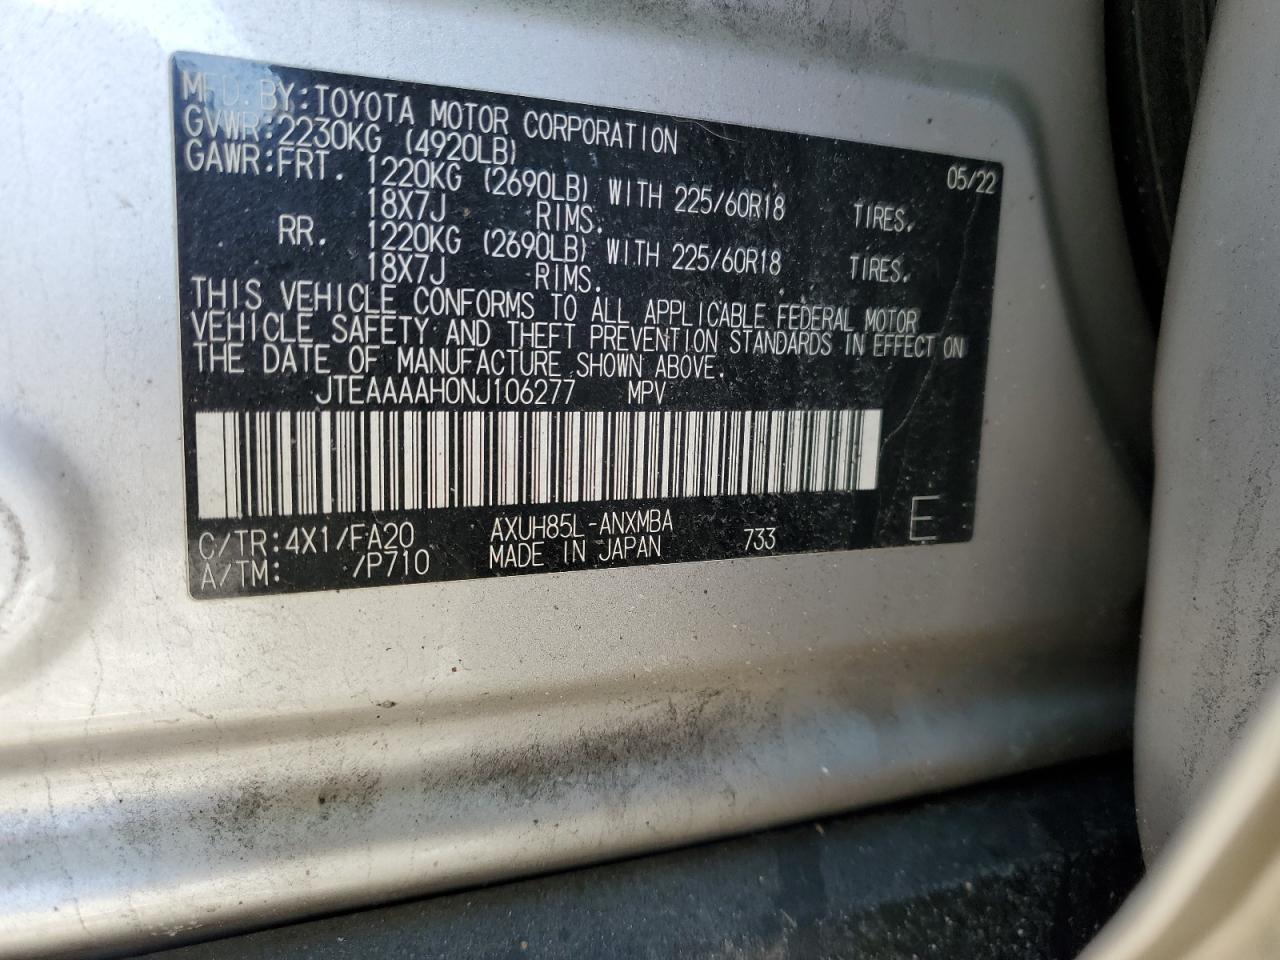 MFD. BY: TOYOTA MOTOR CORPORATION 05/22
GVWR: 2230KG (4920LB)
GAWR: FRT. 1220KG (2690LB) WITH 225/60R18 TIRES.
18X7J RIMS.
RR. 1220KG (2690LB) WITH 225/60R18 TIRES.
18X7J RIMS.
THIS VEHICLE CONFORMS TO ALL APPLICABLE FEDERAL MOTOR
VEHICLE SAFETY AND THEFT PREVENTION STANDARDS IN EFFECT ON
THE DATE OF MANUFACTURE SHOWN ABOVE.
JTEAAAAH0NJ106277 MPV
C/TR: 4X1/FA20 AXUH85L-ANXMBA 733 E
A/TM: /P710 MADE IN JAPAN